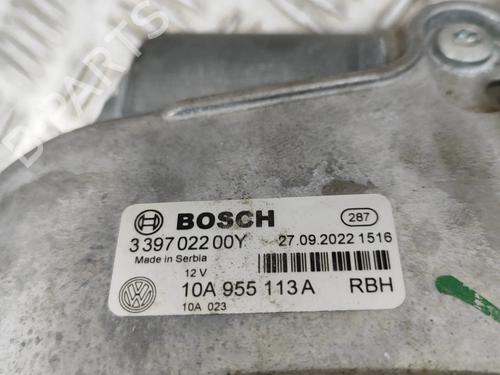 B-PARTS
BOSCH 287
3 397 022 00Y 27.09.2022 1516
Made in Serbia
12 V
10A 955 113 A RBH
10A 023